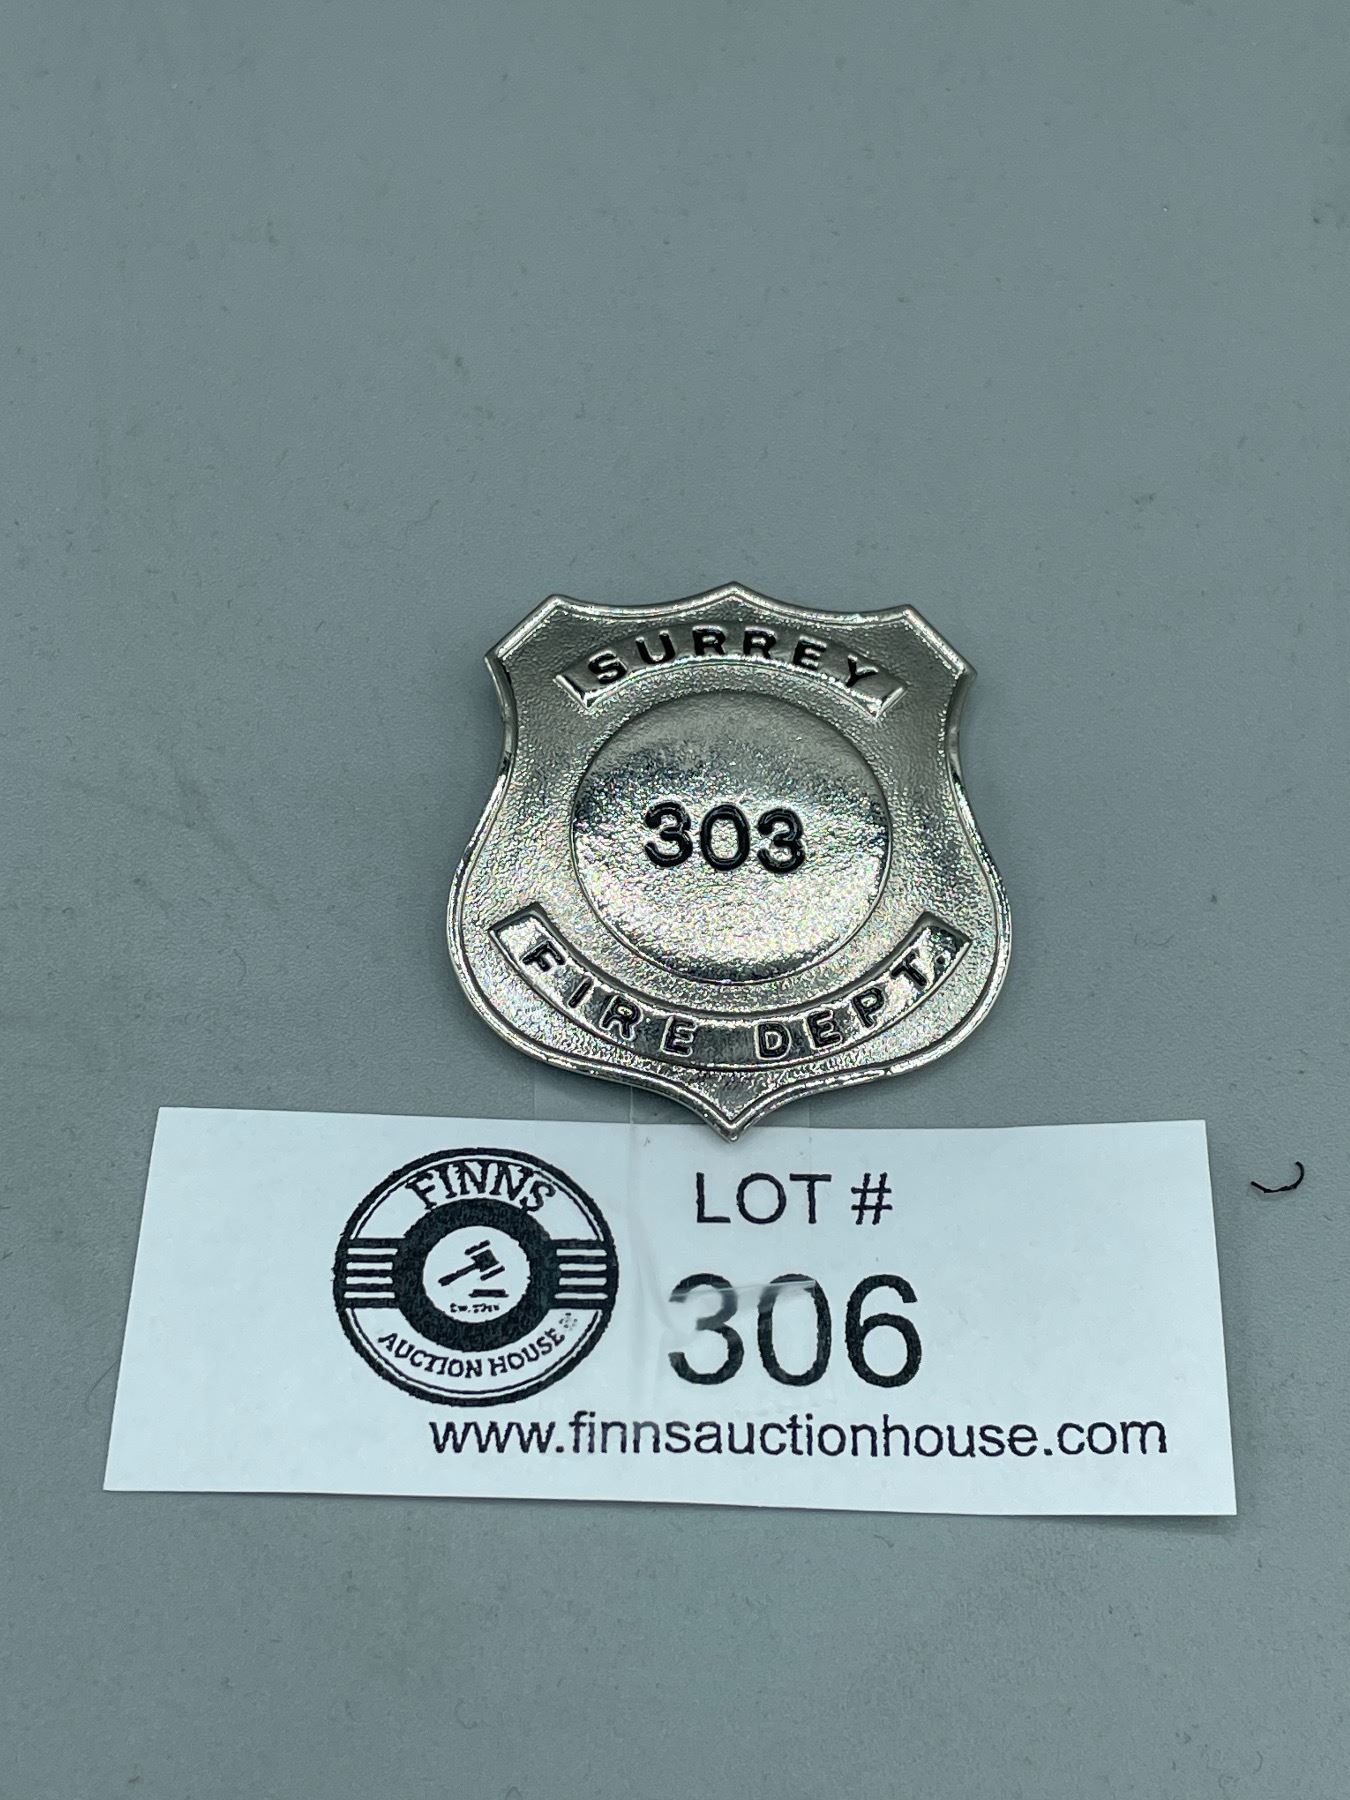 SURREY
303
FIRE DEPT.
FINNS
AUCTION HOUSE
LOT #
306
www.finnsauctionhouse.com